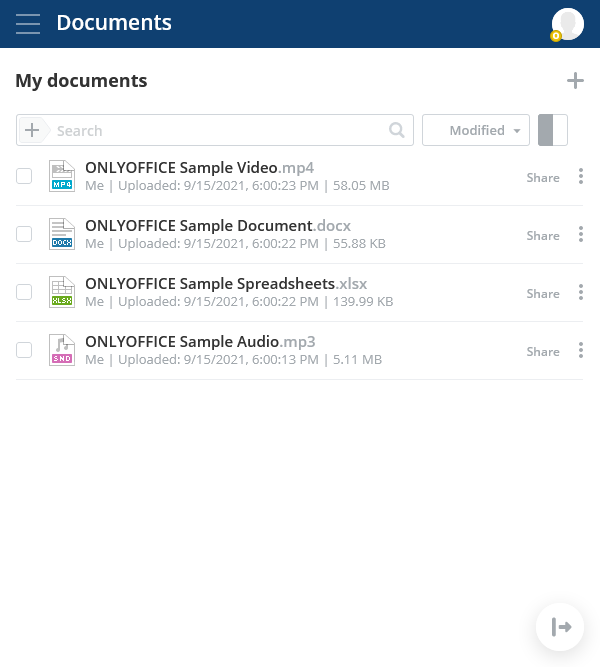 Documents
My documents
Search
Modified
ONLYOFFICE Sample Video.mp4
Me | Uploaded: 9/15/2021, 6:00:23 PM | 58.05 MB
Share
MP4
ONLYOFFICE Sample Document.docx
Me | Uploaded: 9/15/2021, 6:00:22 PM | 55.88 KB
Share
DOCX
ONLYOFFICE Sample Spreadsheets.xlsx
Me | Uploaded: 9/15/2021, 6:00:22 PM | 139.99 KB
Share
XLSX
ONLYOFFICE Sample Audio.mp3
Me | Uploaded: 9/15/2021, 6:00:13 PM | 5.11 MB
Share
SND